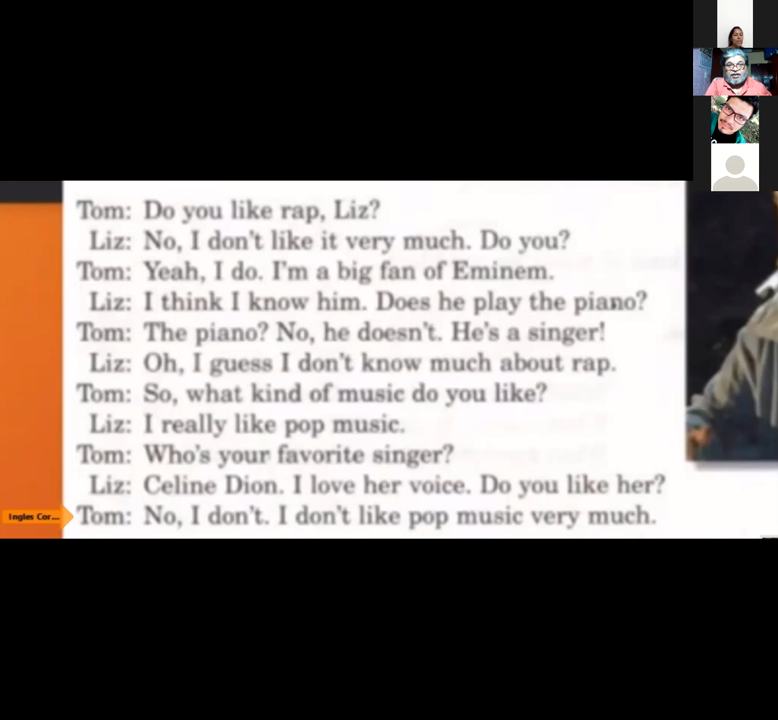 Tom: Do you like rap, Liz?
Liz: No, I don't like it very much. Do you?
Tom: Yeah, I do. I'm a big fan of Eminem.
Liz: I think I know him. Does he play the piano?
Tom: The piano? No, he doesn't. He's a singer!
Liz: Oh, I guess I don't know much about rap.
Tom: So, what kind of music do you like?
Liz: I really like pop music.
Tom: Who's your favorite singer?
Liz: Celine Dion. I love her voice. Do you like her?
Ingles Cor...
Tom: No, I don't. I don't like pop music very much.